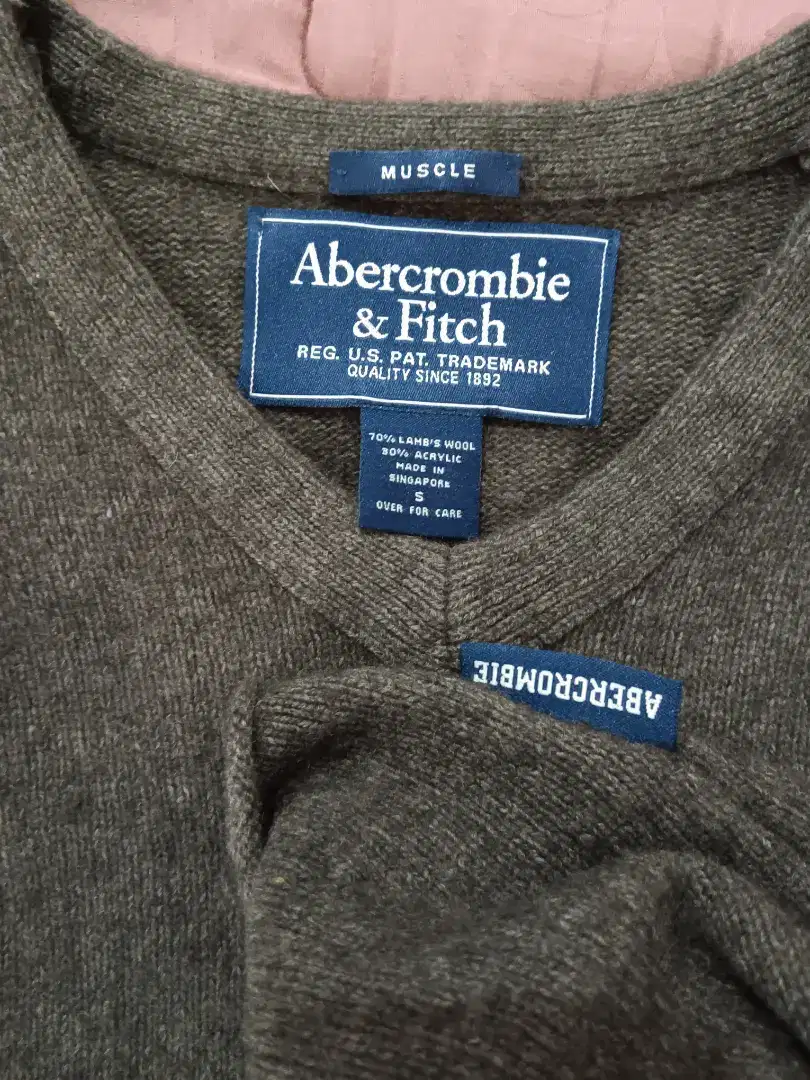 MUSCLE
Abercrombie
& Fitch
REG. U.S. PAT. TRADEMARK
QUALITY SINCE 1892
70% LAMB'S WOOL
30% ACRYLIC
MADE IN
SINGAPORE
S
OVER FOR CARE
ABERCROMBIE